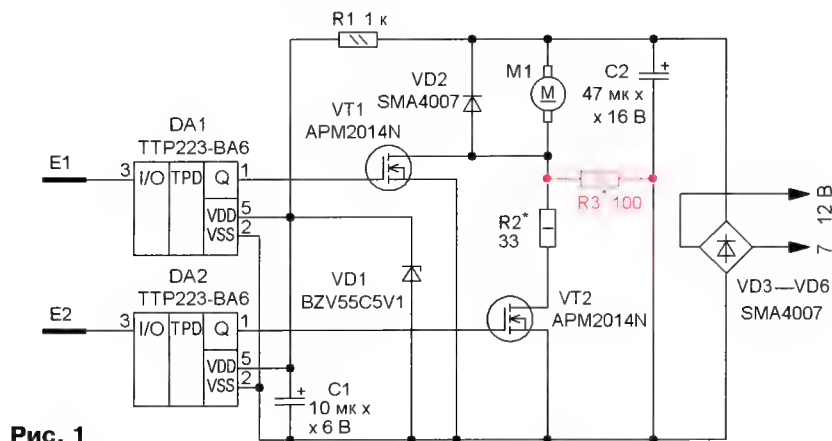 R1 1 к
VD2
SMA4007
M1
M
C2
47 мк х
х 16 В
VT1
APM2014N
DA1
TTP223-BA6
E1
3
I/O
TPD
Q
1
VDD
5
VSS
2
R3* 100
R2*
33
12 В
7
VD3—VD6
SMA4007
VD1
BZV55C5V1
VT2
APM2014N
DA2
TTP223-BA6
E2
3
I/O
TPD
Q
1
VDD
5
VSS
2
C1
10 мк х
х 6 В
Рис. 1